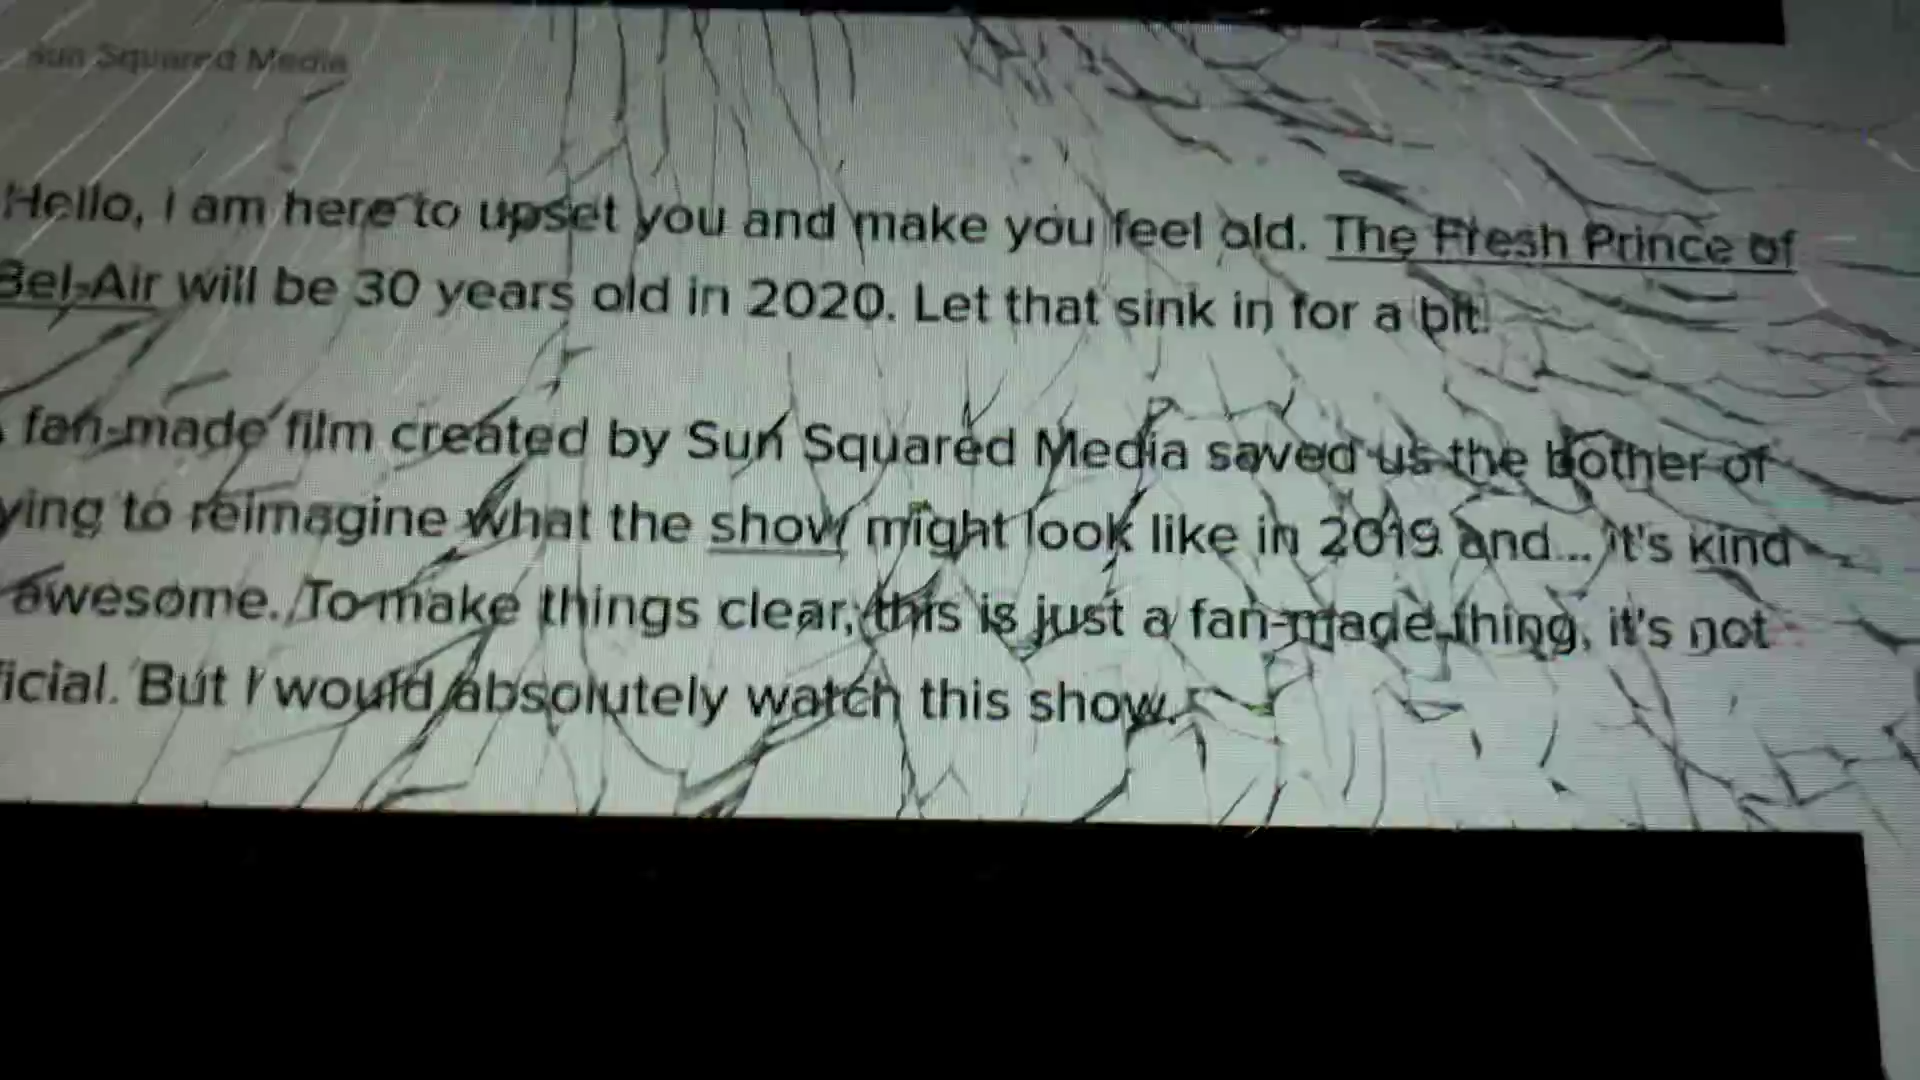 Sun Squared Media
Hello, I am here to upset you and make you feel old. The Fresh Prince of
Bel-Air will be 30 years old in 2020. Let that sink in for a bit.
fan-made film created by Sun Squared Media saved us the bother of
ying to reimagine what the show might look like in 2019 and... it's kind
awesome. To make things clear, this is just a fan-made thing, it's not
icial. But I would absolutely watch this show.